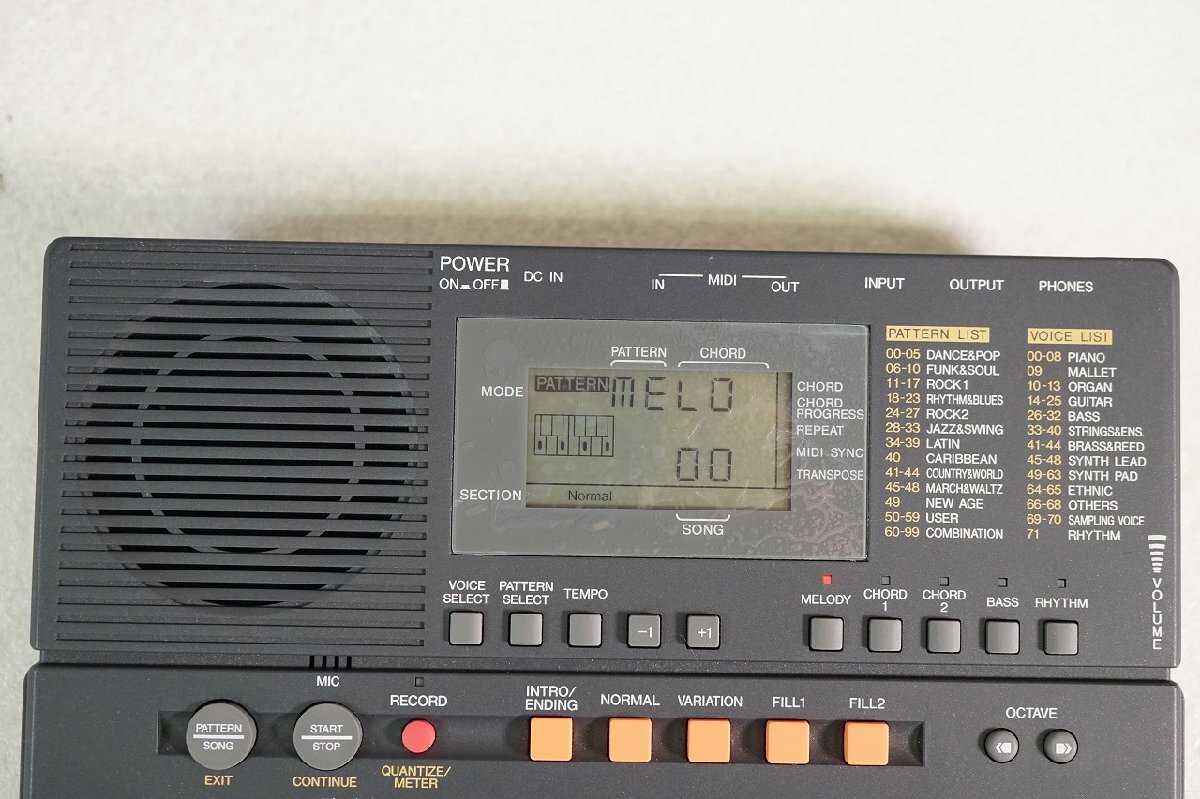 POWER
ON OFF
DC IN
IN MIDI OUT
INPUT
OUTPUT
PHONES
PATTERN CHORD
MODE
PATTERN MELO
00
SECTION
Normal
SONG
CHORD
CHORD
PROGRESS
REPEAT
MIDI SYNC
TRANSPOSE
PATTERN LIST
00-05 DANCE&POP
06-10 FUNK&SOUL
11-17 ROCK1
18-23 RHYTHM&BLUES
24-27 ROCK2
28-33 JAZZ&SWING
34-39 LATIN
40 CARIBBEAN
41-44 COUNTRY&WORLD
45-48 MARCH&WALTZ
49 NEW AGE
50-59 USER
60-99 COMBINATION
VOICE LIST
00-08 PIANO
09 MALLET
10-13 ORGAN
14-25 GUITAR
26-32 BASS
33-40 STRINGS&ENS.
41-44 BRASS&REED
45-48 SYNTH LEAD
49-63 SYNTH PAD
64-65 ETHNIC
66-68 OTHERS
69-70 SAMPLING VOICE
71 RHYTHM
VOLUME
VOICE
SELECT
PATTERN
SELECT
TEMPO
−1
+1
MELODY
CHORD
1
CHORD
2
BASS
RHYTHM
MIC
RECORD
INTRO/
ENDING
NORMAL
VARIATION
FILL1
FILL2
OCTAVE
PATTERN
SONG
START
STOP
EXIT
CONTINUE
QUANTIZE/
METER